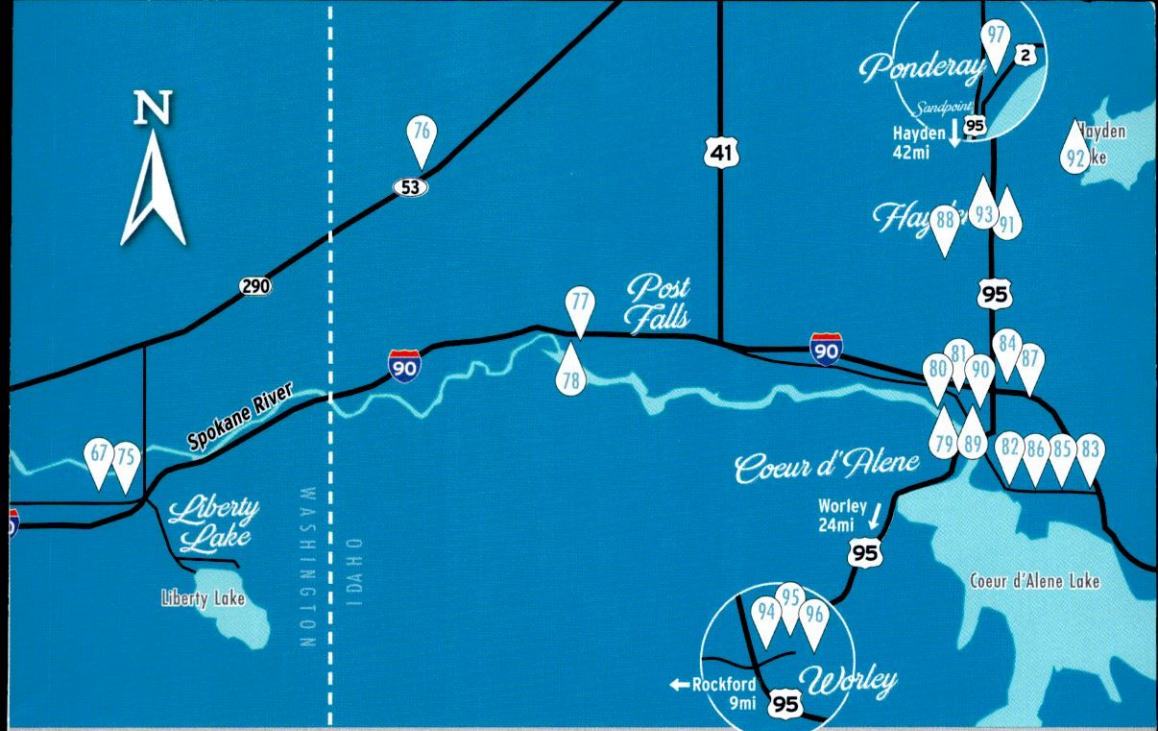 N
97
Ponderay
2
Sandpoint
95
Hayden
42mi
Hayden
Lake
92
76
53
41
Hayden
88
93
91
290
95
77
Post
Falls
90
90
78
80
81
90
84
87
Spokane River
67
75
79
89
82
86
85
83
Coeur d'Alene
Liberty
Lake
WASHINGTON
IDAHO
Worley
24mi
95
Coeur d'Alene Lake
Liberty Lake
94
95
96
Rockford
9mi
95
Worley